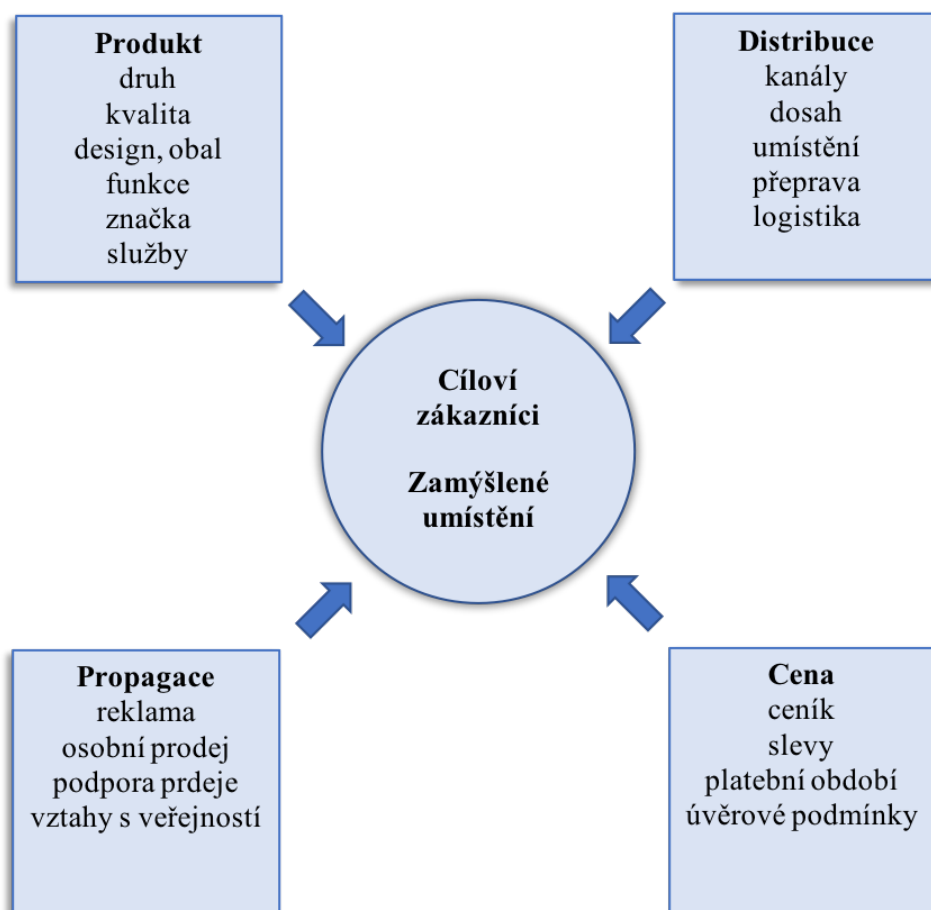 Produkt
druh
kvalita
design, obal
funkce
značka
služby
Distribuce
kanály
dosah
umístění
přeprava
logistika
Cíloví
zákazníci
Zamýšlené
umístění
Propagace
reklama
osobní prodej
podpora prdeje
vztahy s veřejností
Cena
ceník
slevy
platební období
úvěrové podmínky